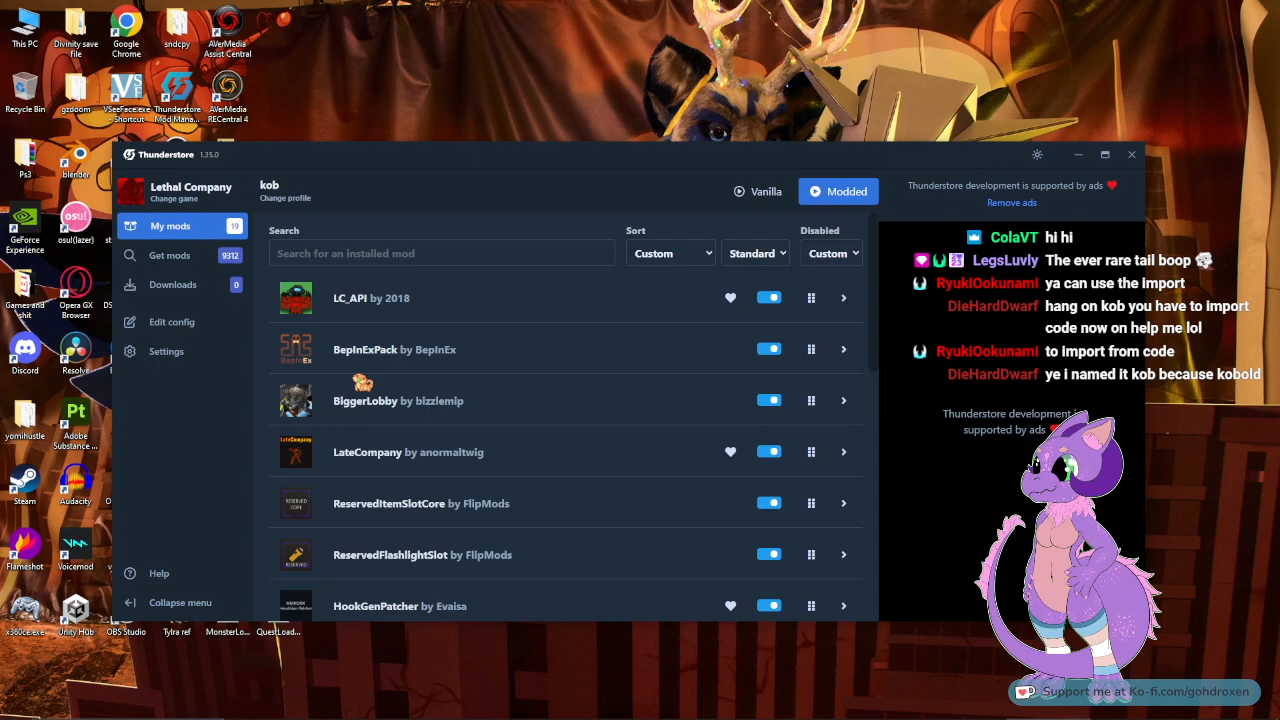 This PC
Divinity save
file
Google
Chrome
sndcpy
AVerMedia
Assist Central
Recycle Bin
gzdoom
VSeeFace.exe
- Shortcut
Thunderstore
Mod Mana...
AVerMedia
RECentral 4
Ps3
blender
GeForce
Experience
osu!(lazer)
Games and
shit
Opera GX
Browser
Discord
Resolve
yomihustle
Adobe
Substance ...
Steam
Audacity
Flameshot
Voicemod
x360ce.exe
Unity Hub
OBS Studio
Tylra ref
MonsterLo...
QuestLoad...
Thunderstore 1.35.0
Lethal Company
Change game
kob
Change profile
Vanilla
Modded
Thunderstore development is supported by ads
Remove ads
My mods 19
Get mods 9312
Downloads 0
Edit config
Settings
Help
Collapse menu
Search
Search for an installed mod
Sort
Custom
Standard
Disabled
Custom
LC_API by 2018
BepInExPack by BepInEx
BepInEx
BiggerLobby by bizzlemip
LateCompany by anormaltwig
RESERVED
CORE
ReservedItemSlotCore by FlipMods
RESERVED
ReservedFlashlightSlot by FlipMods
HookGenPatcher by Evaisa
ColaVT hi hi
LegsLuvly The ever rare tail boop
RyukiOokunami ya can use the import
DieHardDwarf hang on kob you have to import
code now on help me lol
RyukiOokunami to import from code
DieHardDwarf ye i named it kob because kobold
Thunderstore development is
supported by ads
Support me at Ko-fi.com/gohdroxen